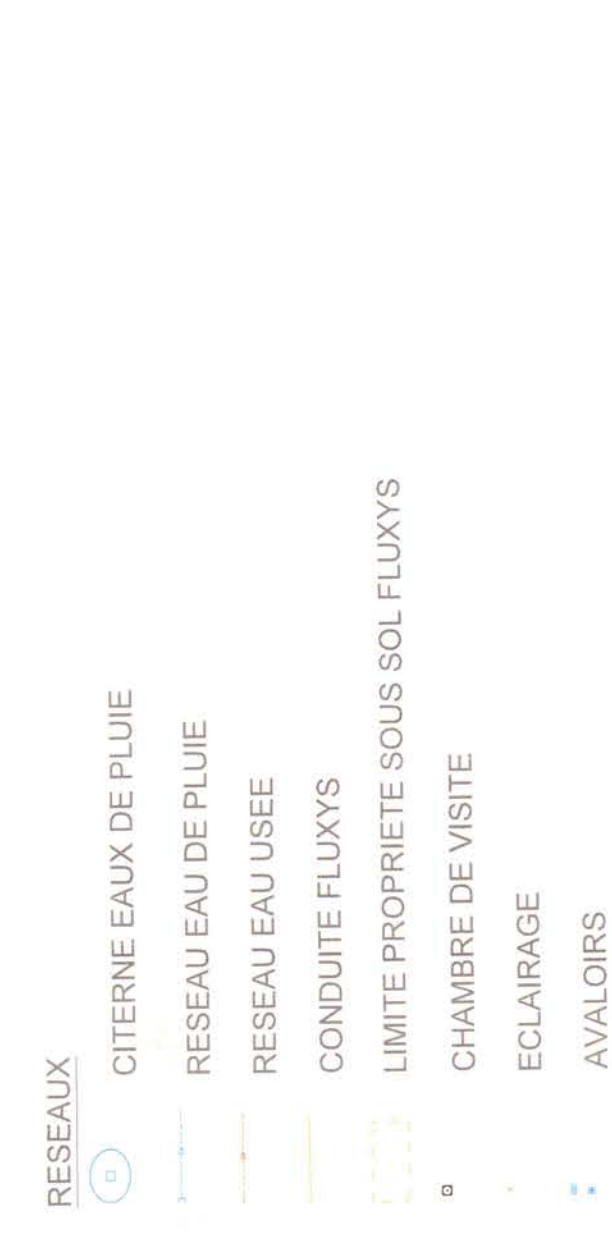 RESEAUX
CITERNE EAUX DE PLUIE
RESEAU EAU DE PLUIE
RESEAU EAU USEE
CONDUITE FLUXYS
LIMITE PROPRIETE SOUS SOL FLUXYS
CHAMBRE DE VISITE
ECLAIRAGE
AVALOIRS